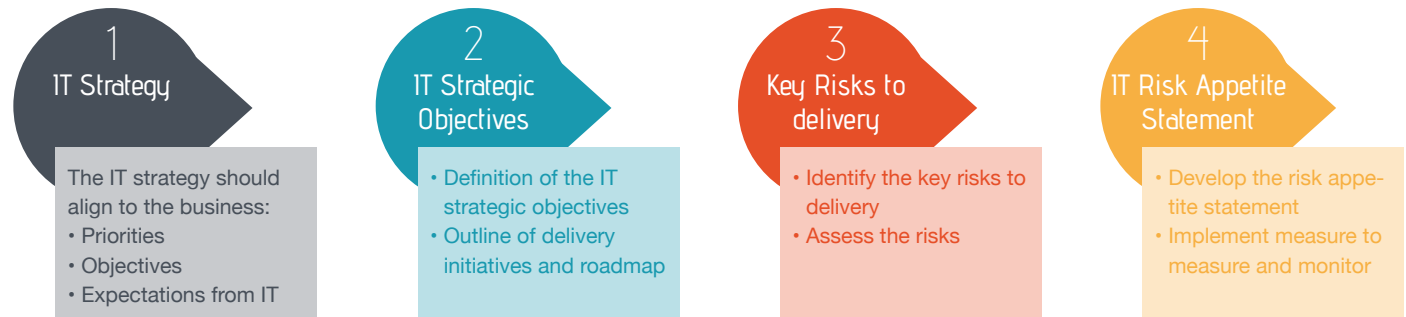 1
IT Strategy
The IT strategy should
align to the business:
• Priorities
• Objectives
• Expectations from IT
2
IT Strategic
Objectives
• Definition of the IT
strategic objectives
• Outline of delivery
initiatives and roadmap
3
Key Risks to
delivery
• Identify the key risks to
delivery
• Assess the risks
4
IT Risk Appetite
Statement
• Develop the risk appe-
tite statement
• Implement measure to
measure and monitor